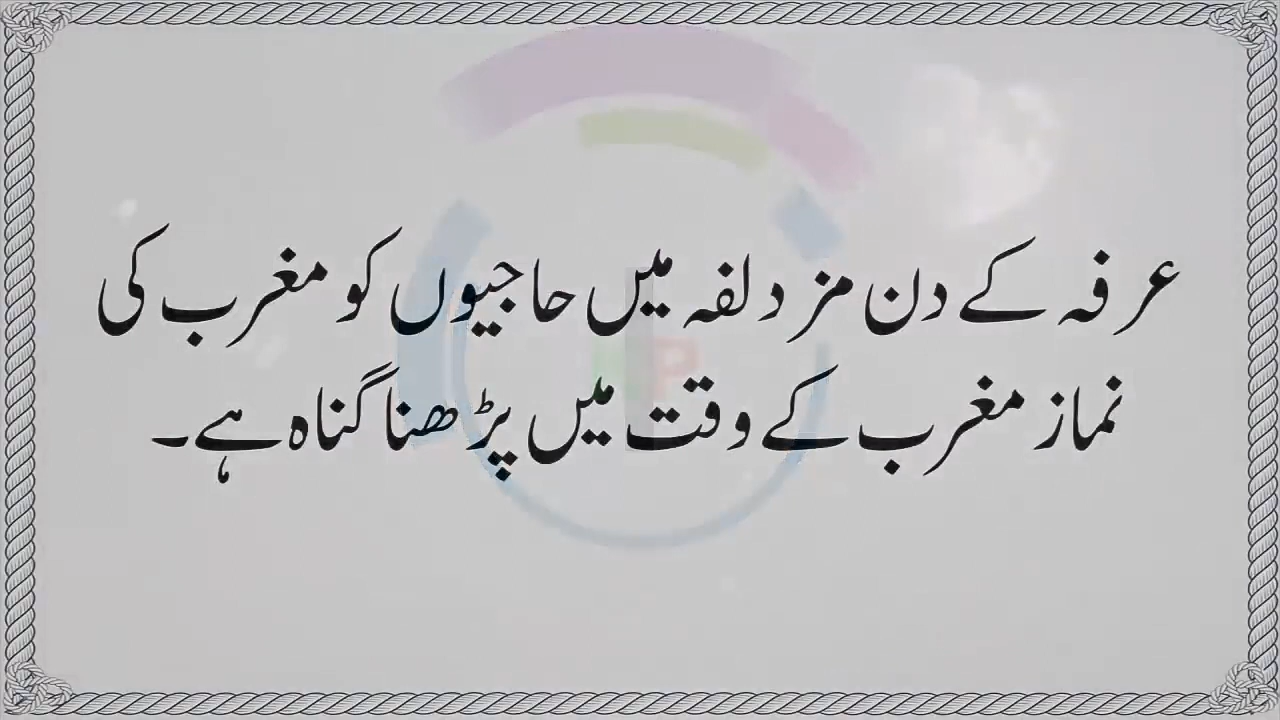 عرفہ کے دن مزدلفہ میں حاجیوں کو مغرب کی
نماز مغرب کے وقت میں پڑھنا گناہ ہے۔
P